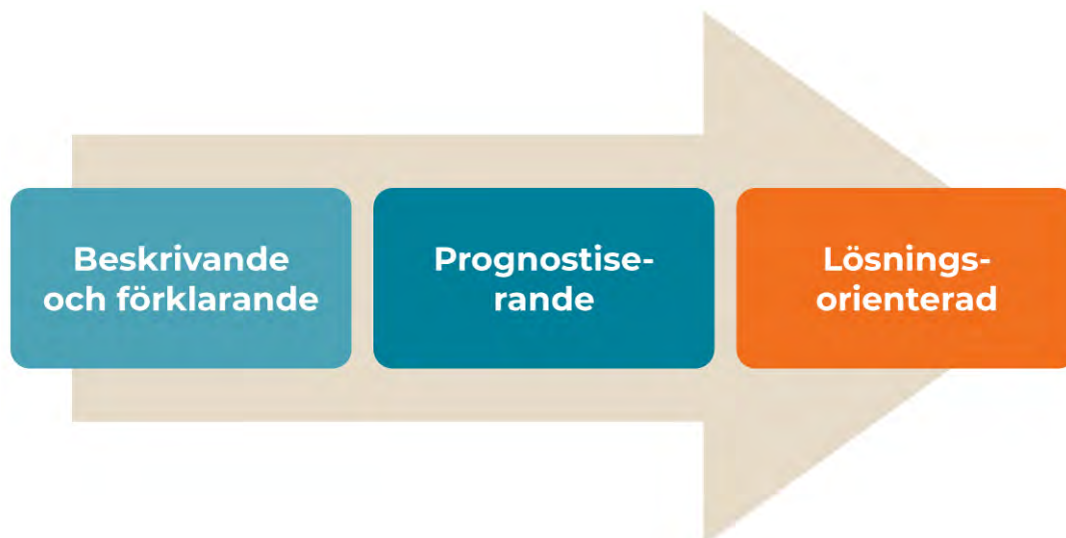 Beskrivande
och förklarande
Prognostise-
rande
Lösnings-
orienterad